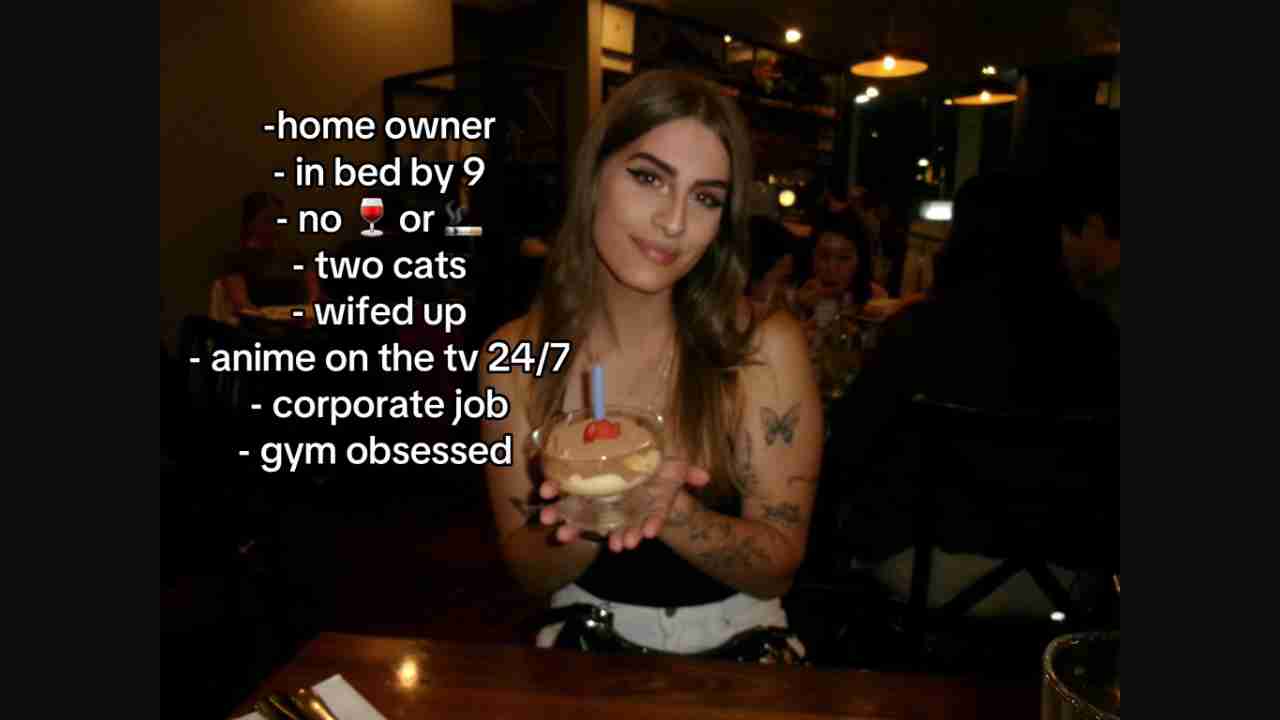 -home owner
- in bed by 9
- no 🍷 or 🚬
- two cats
- wifed up
- anime on the tv 24/7
- corporate job
- gym obsessed